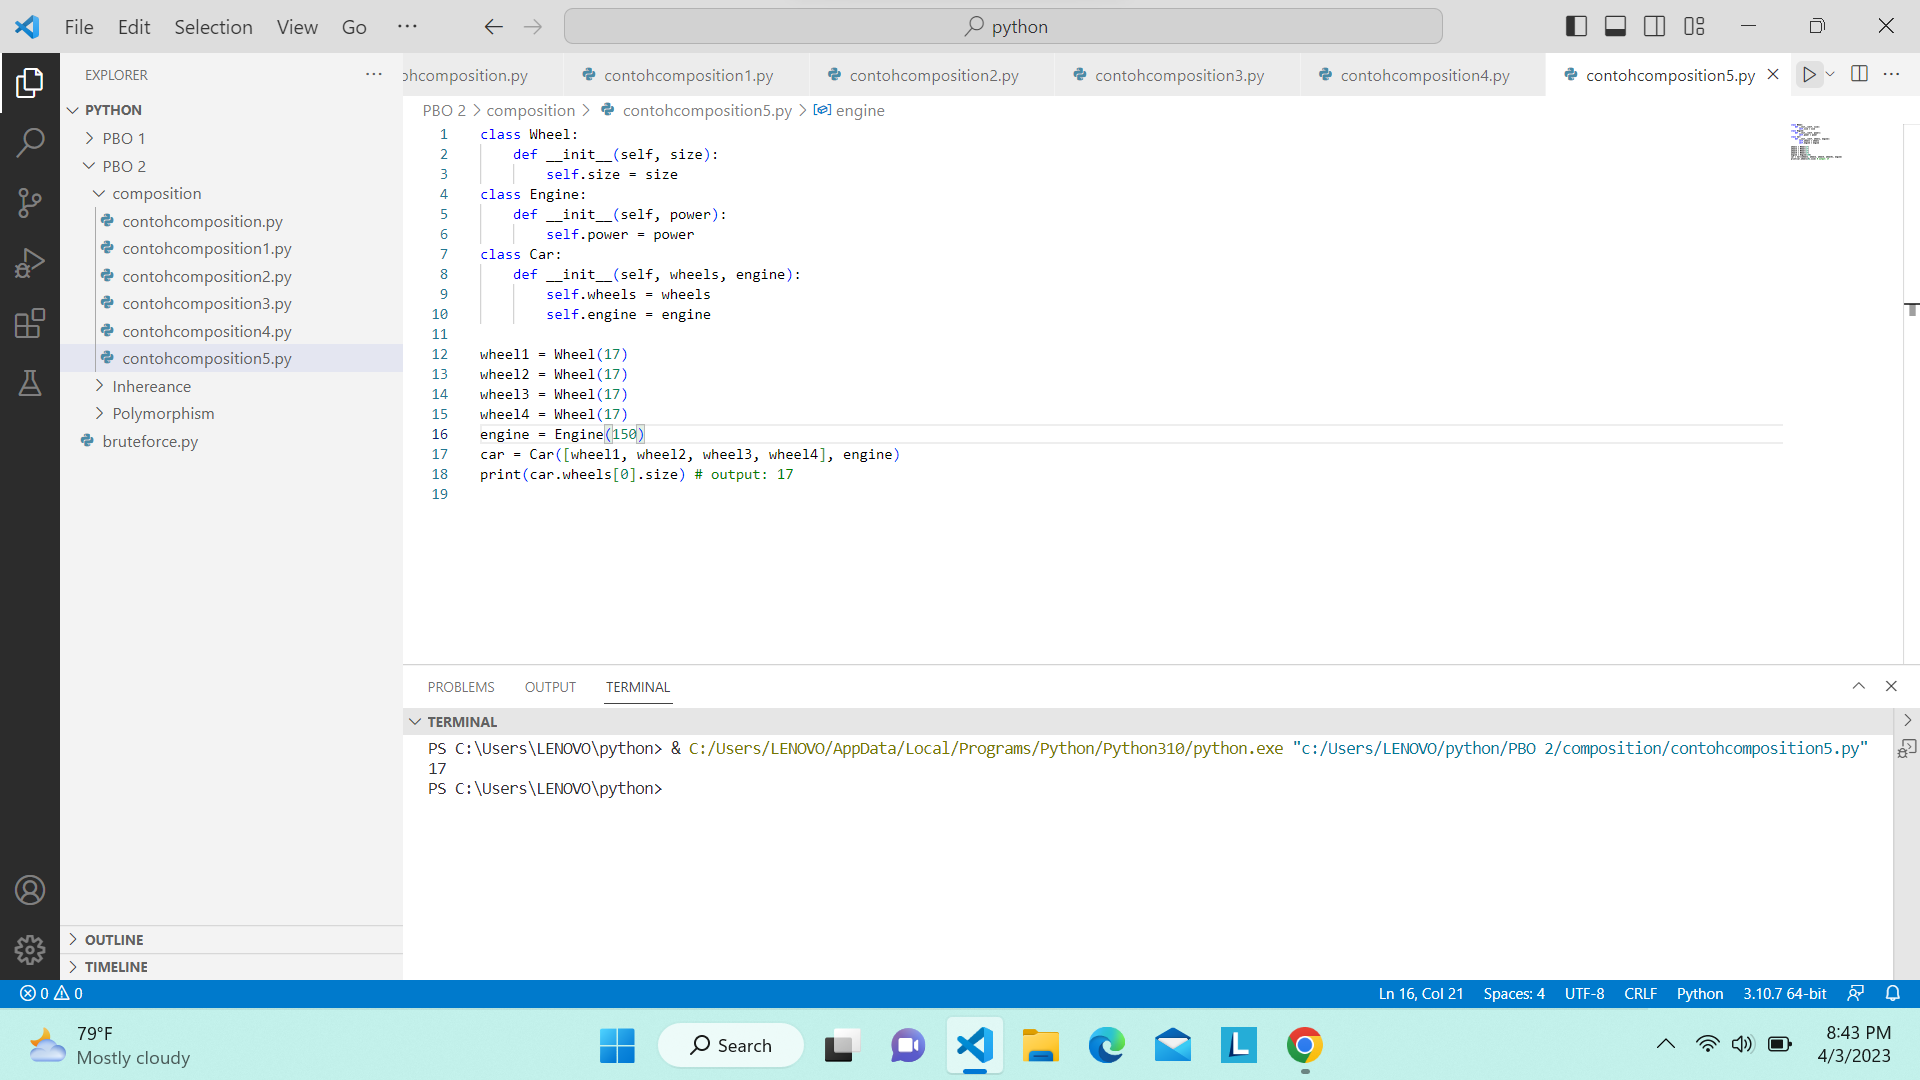 File Edit Selection View Go ···
python
EXPLORER
PYTHON
PBO 1
PBO 2
composition
contohcomposition.py
contohcomposition1.py
contohcomposition2.py
contohcomposition3.py
contohcomposition4.py
contohcomposition5.py
Inhereance
Polymorphism
bruteforce.py
OUTLINE
TIMELINE
ohcomposition.py contohcomposition1.py contohcomposition2.py contohcomposition3.py contohcomposition4.py contohcomposition5.py
PBO 2 > composition > contohcomposition5.py > engine
1 class Wheel:
2     def __init__(self, size):
3         self.size = size
4 class Engine:
5     def __init__(self, power):
6         self.power = power
7 class Car:
8     def __init__(self, wheels, engine):
9         self.wheels = wheels
10         self.engine = engine
11
12 wheel1 = Wheel(17)
13 wheel2 = Wheel(17)
14 wheel3 = Wheel(17)
15 wheel4 = Wheel(17)
16 engine = Engine(150)
17 car = Car([wheel1, wheel2, wheel3, wheel4], engine)
18 print(car.wheels[0].size) # output: 17
19
PROBLEMS OUTPUT TERMINAL
TERMINAL
PS C:\Users\LENOVO\python> & C:/Users/LENOVO/AppData/Local/Programs/Python/Python310/python.exe "c:/Users/LENOVO/python/PBO 2/composition/contohcomposition5.py"
17
PS C:\Users\LENOVO\python>
0 0 Ln 16, Col 21 Spaces: 4 UTF-8 CRLF Python 3.10.7 64-bit
79°F
Mostly cloudy
Search
L
8:43 PM
4/3/2023